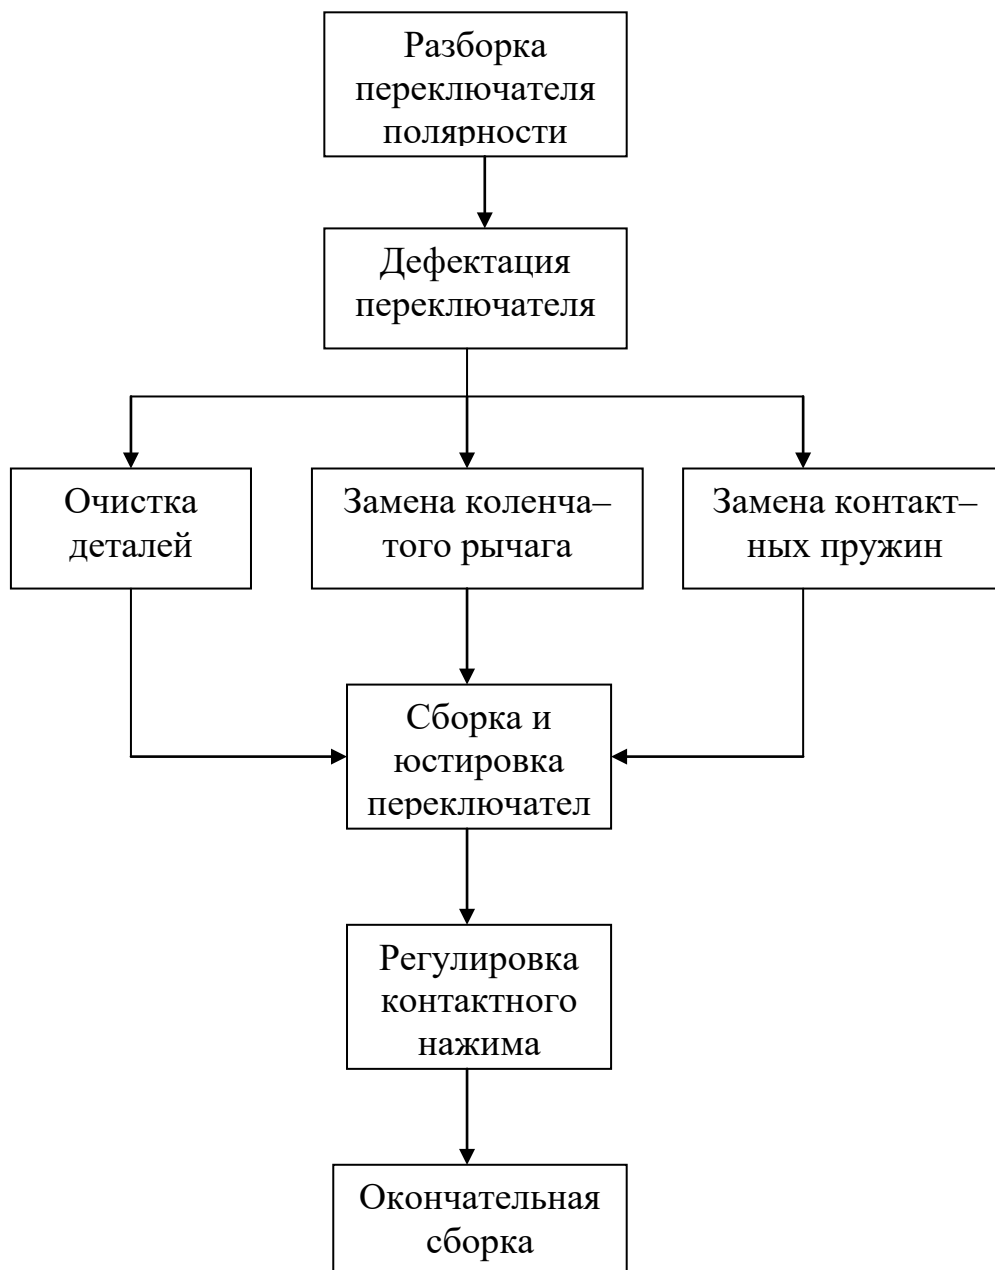 Разборка
переключателя
полярности
Дефектация
переключателя
Очистка
деталей
Замена коленча–
того рычага
Замена контакт–
ных пружин
Сборка и
юстировка
переключател
Регулировка
контактного
нажима
Окончательная
сборка